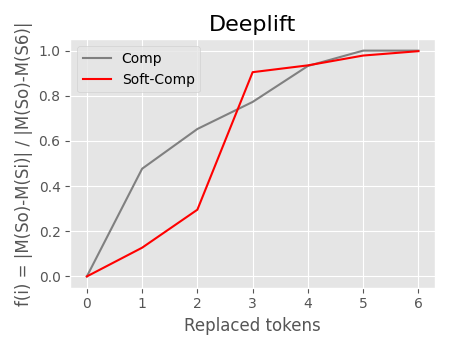 Deeplift
Comp
Soft-Comp
f(i) = |M(So)-M(Si)| / |M(So)-M(S6)|
1.0
0.8
0.6
0.4
0.2
0.0
0 1 2 3 4 5 6
Replaced tokens